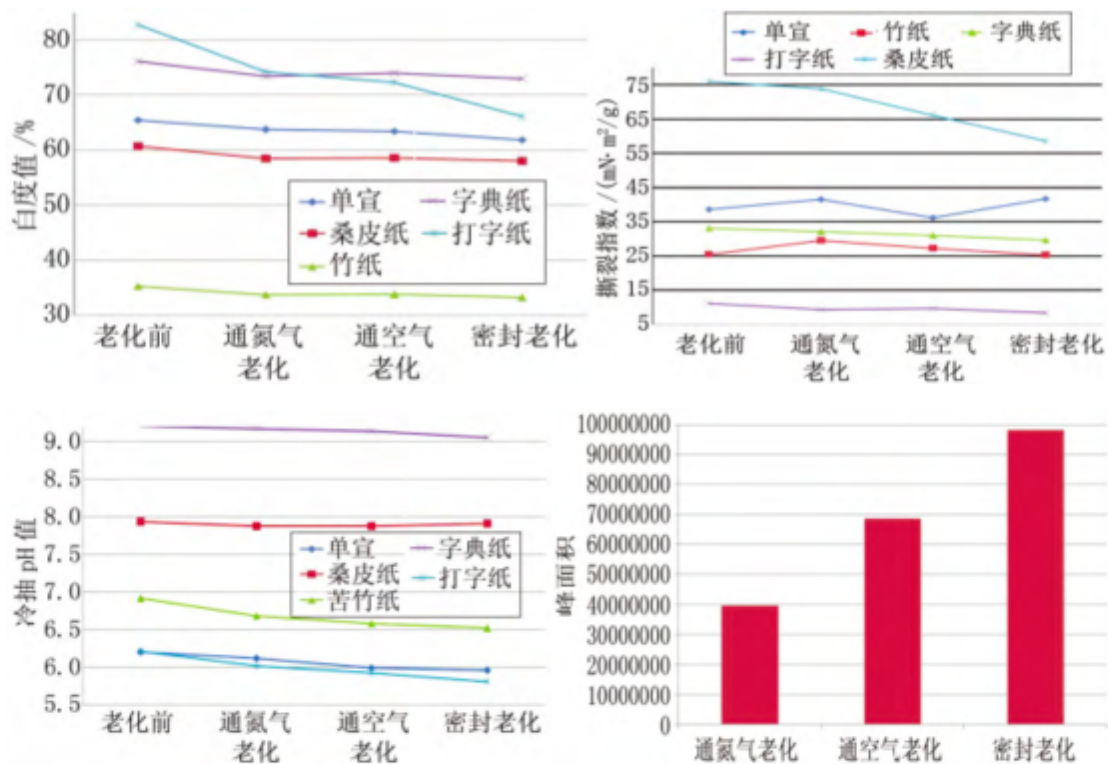 白度值/%
80
70
60
50
40
30
单宣
字典纸
桑皮纸
打字纸
竹纸
老化前
通氮气
老化
通空气
老化
密封老化
单宣
竹纸
字典纸
打字纸
桑皮纸
撕裂指数/(mN·m²/g)
75
65
55
45
35
25
15
5
老化前
通氮气
老化
通空气
老化
密封老化
冷抽pH值
9.0
8.5
8.0
7.5
7.0
6.5
6.0
5.5
单宣
字典纸
桑皮纸
打字纸
苦竹纸
老化前
通氮气
老化
通空气
老化
密封老化
峰面积
100000000
90000000
80000000
70000000
60000000
50000000
40000000
30000000
20000000
10000000
0
通氮气老化
通空气老化
密封老化